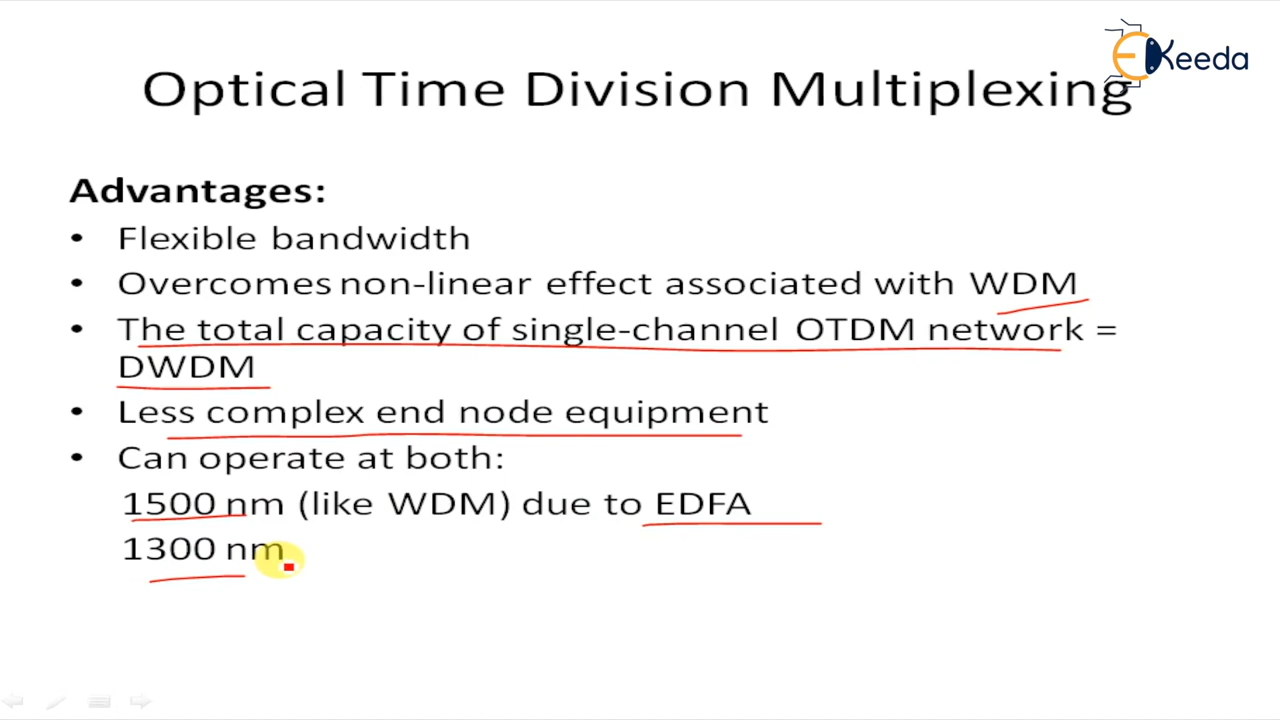 EKeeda
Optical Time Division Multiplexing
Advantages:
• Flexible bandwidth
• Overcomes non-linear effect associated with WDM
• The total capacity of single-channel OTDM network =
DWDM
• Less complex end node equipment
• Can operate at both:
1500 nm (like WDM) due to EDFA
1300 nm